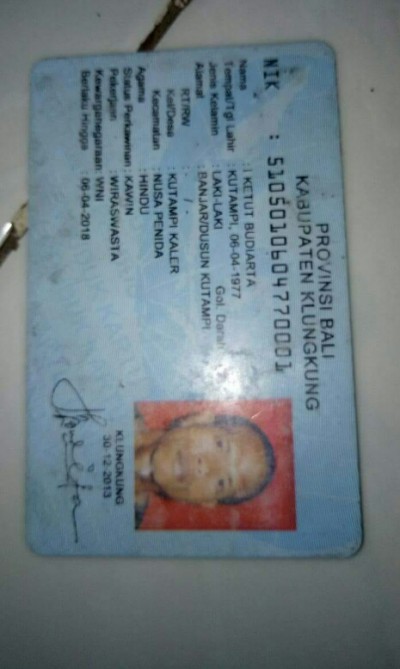 PROVINSI BALI
KABUPATEN KLUNGKUNG
NIK : 5105010604770001
Nama : I KETUT BUDIARTA
Tempat/Tgl Lahir : KUTAMPI, 06-04-1977
Jenis Kelamin : LAKI-LAKI Gol. Darah
Alamat : BANJAR/DUSUN KUTAMPI
RT/RW : - / -
Kel/Desa : KUTAMPI KALER
Kecamatan : NUSA PENIDA
Agama : HINDU
Status Perkawinan : KAWIN
Pekerjaan : WIRASWASTA
Kewarganegaraan: WNI
Berlaku Hingga : 06-04-2018
KLUNGKUNG
30-12-2013